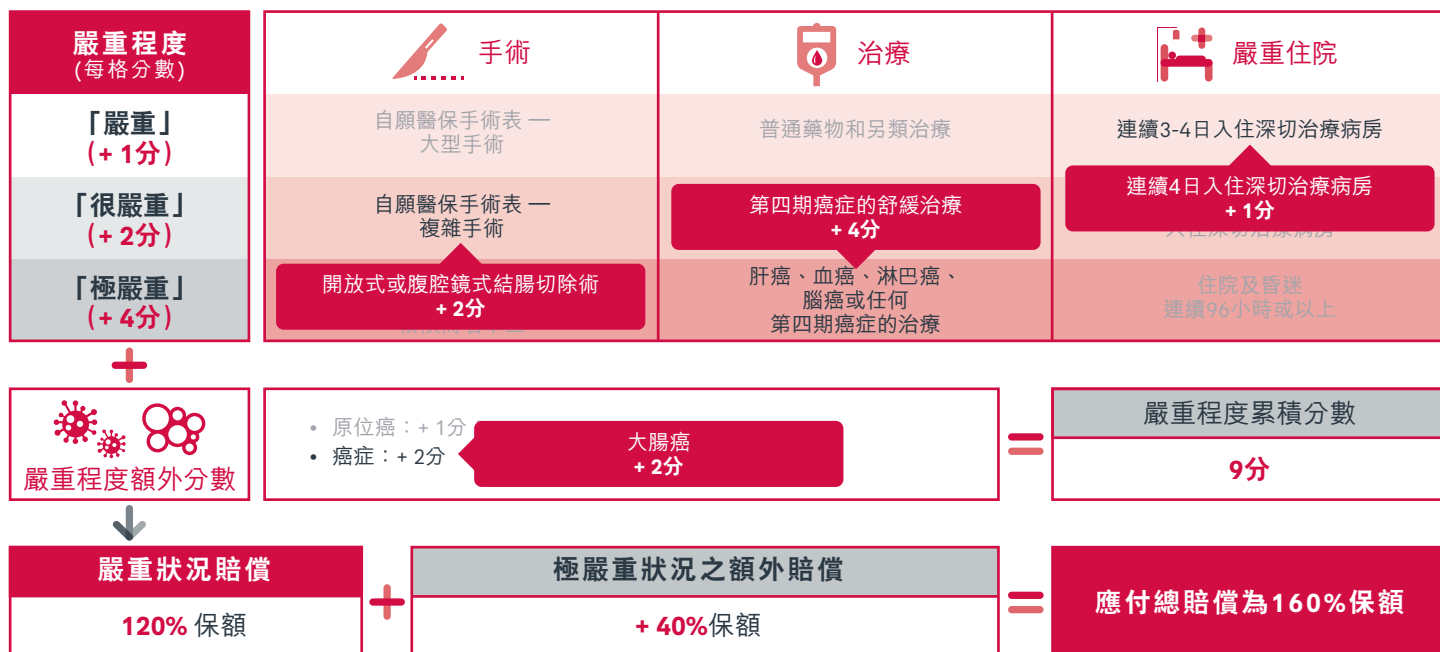 嚴重程度
(每格分數)
手術
治療
嚴重住院
「嚴重」
(+ 1分)
自願醫保手術表 —
大型手術
普通藥物和另類治療
連續3-4日入住深切治療病房
連續4日入住深切治療病房
+ 1分
「很嚴重」
(+ 2分)
自願醫保手術表 —
複雜手術
第四期癌症的舒緩治療
+ 4分
入住深切治療病房
「極嚴重」
(+ 4分)
開放式或腹腔鏡式結腸切除術
+ 2分
肝癌、血癌、淋巴癌、
腦癌或任何
第四期癌症的治療
住院及昏迷
連續96小時或以上
+
嚴重程度額外分數
• 原位癌：+ 1分
• 癌症：+ 2分
大腸癌
+ 2分
=
嚴重程度累積分數
9分
嚴重狀況賠償
120% 保額
+
極嚴重狀況之額外賠償
+ 40%保額
=
應付總賠償為160%保額